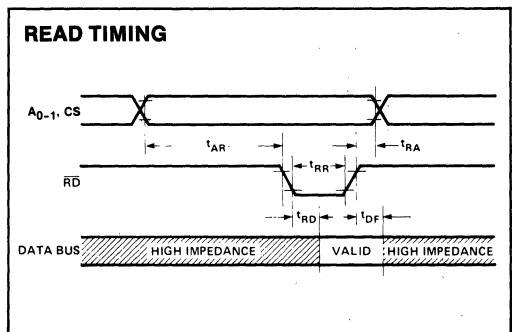 READ TIMING
A0-1, CS
tAR
tRA
tRR
RD
tRD
tDF
DATA BUS HIGH IMPEDANCE VALID HIGH IMPEDANCE